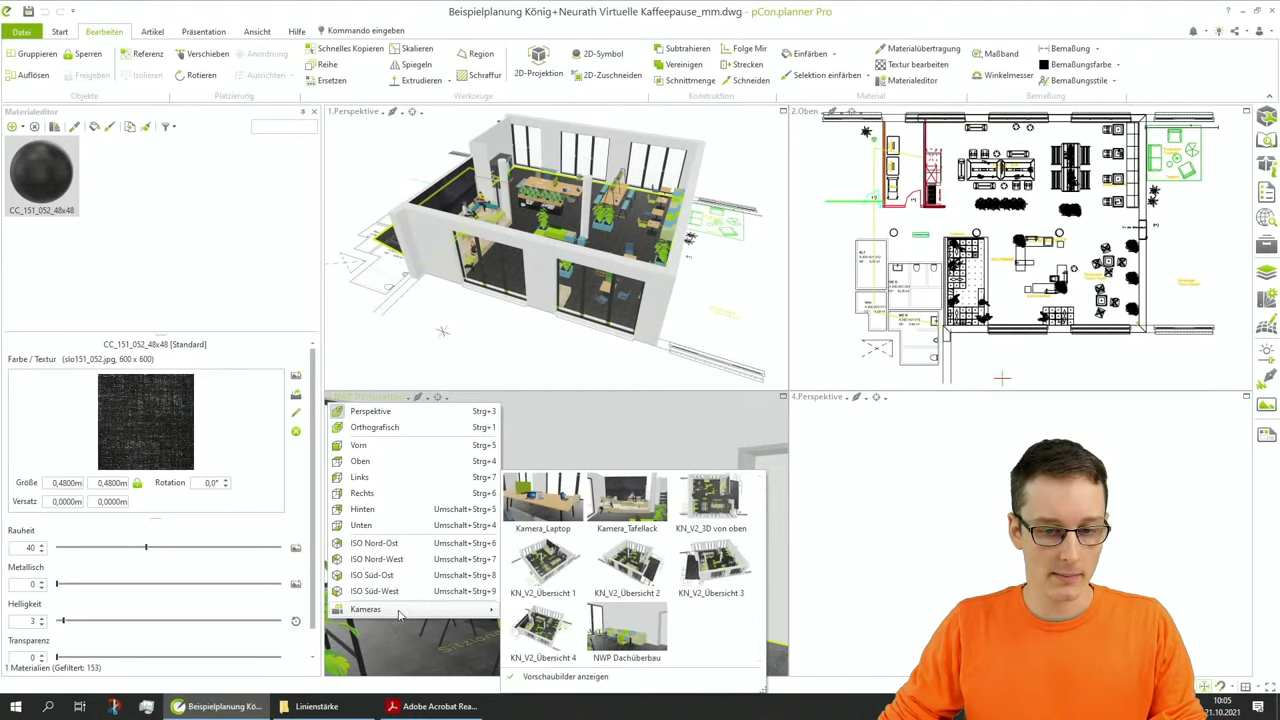 Beispielplanung König+Neurath Virtuelle Kaffeepause_mm.dwg - pCon.planner Pro
Datei Start Bearbeiten Artikel Präsentation Ansicht Hilfe Kommando eingeben
Gruppieren Sperren Referenz Verschieben Anordnung Schnelles Kopieren Skalieren Region 2D-Symbol Subtrahieren Folge Mir Einfärben Materialübertragung Maßband Bemaßung
Reihe Spiegeln 2D-Projektion Vereinigen Strecken Textur bearbeiten Bemaßungsfarbe
Auflösen Freigeben Isolieren Rotieren Ausrichten Ersetzen Extrudieren Schraffur 2D-Zuschneiden Schnittmenge Schneiden Selektion einfärben Materialeditor Winkelmesser Bemaßungsstile
Objekte Platzierung Werkzeuge Konstruktion Material Bemaßung
Materialeditor
1.Perspektive
2.Oben
CC_151_052_48x48
CC_151_052_48x48 [Standard]
Farbe / Textur (slo151_052.jpg, 600 x 600)
Größe 0,4800m 0,4800m Rotation 0,0°
Versatz 0,0000m 0,0000m
Rauheit
40
Metallisch
0
Helligkeit
3
Transparenz
0
1 Materialien (Gefiltert: 153)
4.Perspektive
Perspektive Strg+3
Orthografisch Strg+1
Vorn Strg+5
Oben Strg+4
Links Strg+7
Rechts Strg+6
Hinten Umschalt+5
Unten Umschalt+4
ISO Nord-Ost Umschalt+6
ISO Nord-West Umschalt+7
ISO Süd-Ost Umschalt+8
ISO Süd-West Umschalt+9
Kameras
Kamera_Laptop Kamera_Tafellack KN_V2_3D von oben
KN_V2_Übersicht 1 KN_V2_Übersicht 2 KN_V2_Übersicht 3
KN_V2_Übersicht 4 NWP Dachüberbau
Vorschaubilder anzeigen
Beispielplanung Kö...
Linienstärke
Adobe Acrobat Rea...
10:05
21.10.2021